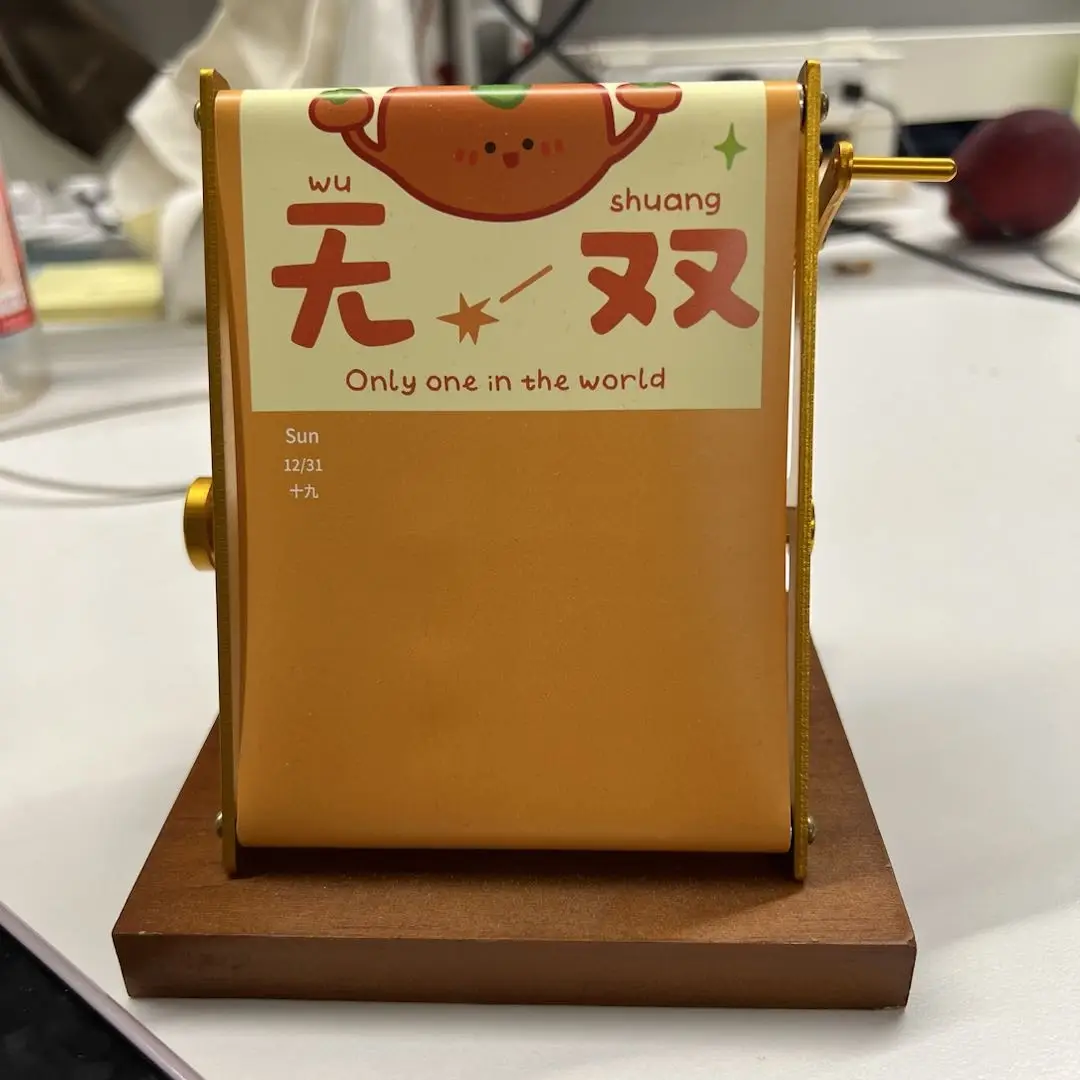 wu shuang
无双
Only one in the world
Sun
12/31
十九